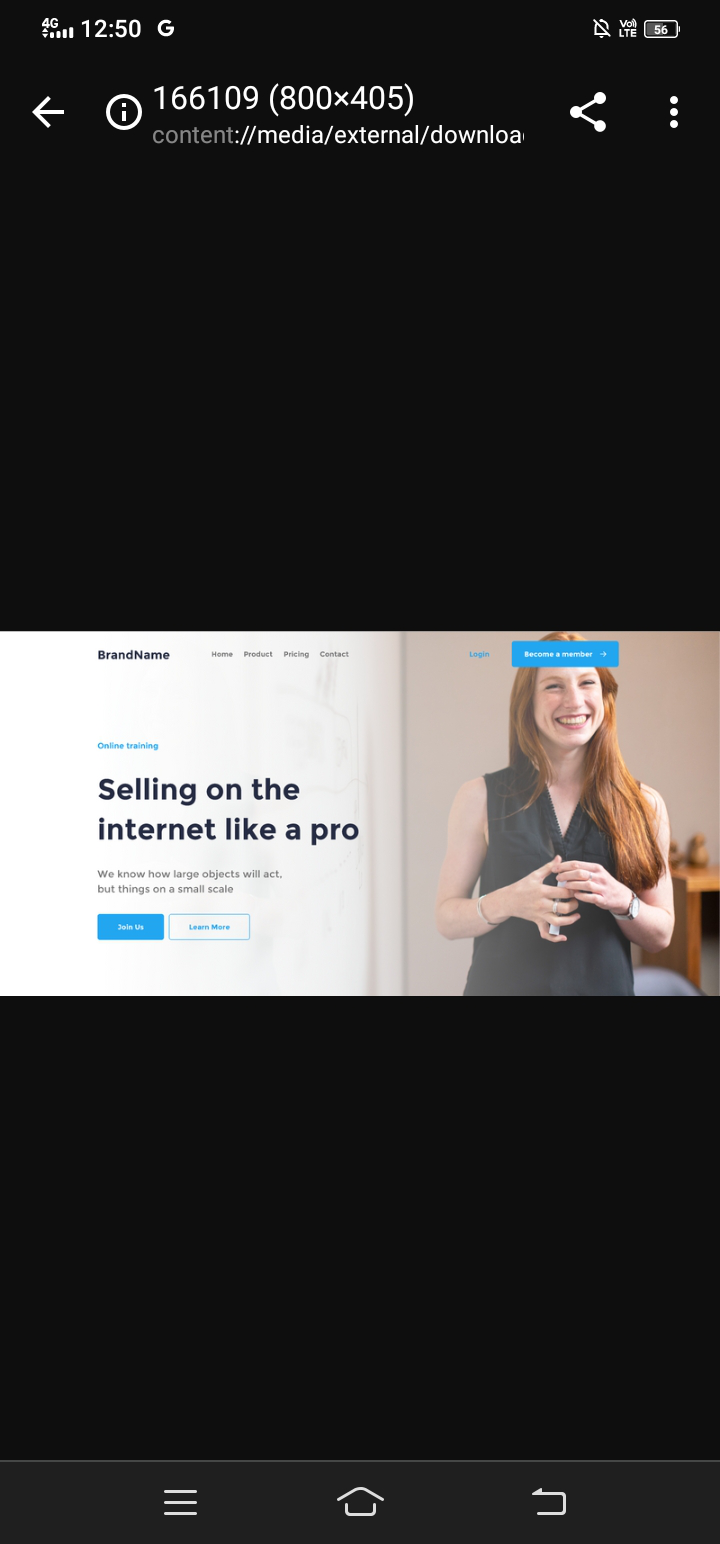 4G 12:50 G Vo)) LTE 56
166109 (800×405)
content://media/external/downloa
BrandName Home Product Pricing Contact Login Become a member
Online training
Selling on the
internet like a pro
We know how large objects will act,
but things on a small scale
Join Us Learn More